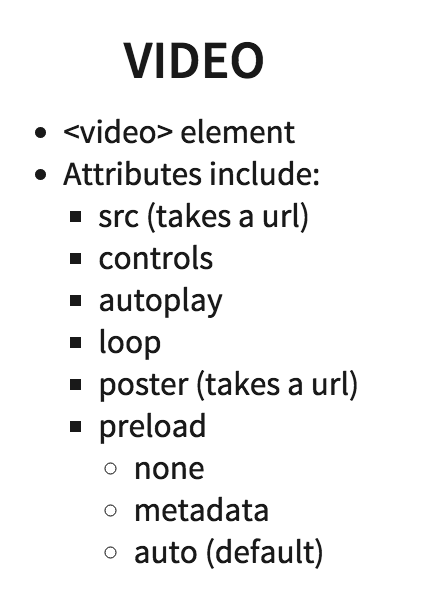 VIDEO
<video> element
Attributes include:
src (takes a url)
controls
autoplay
loop
poster (takes a url)
preload
none
metadata
auto (default)